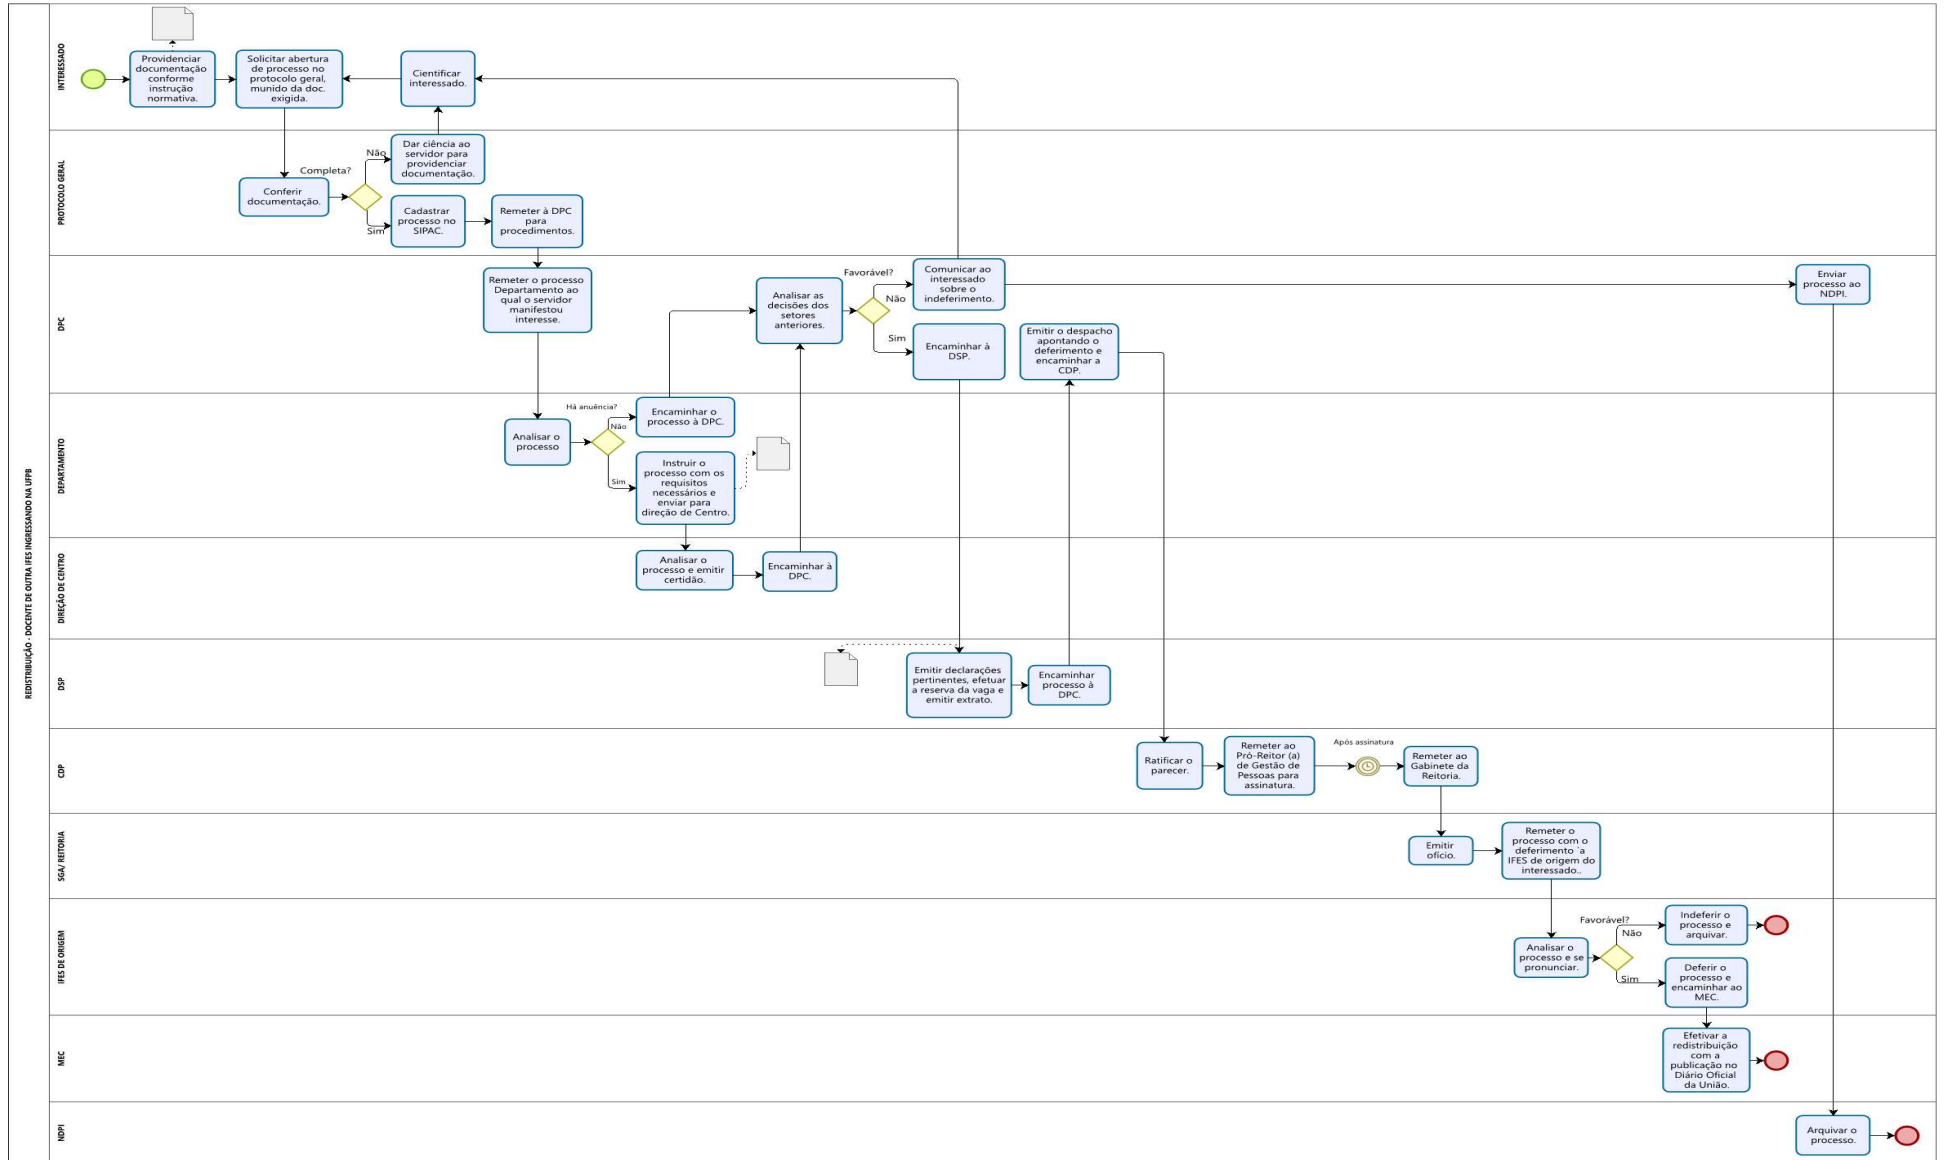 REDISTRIBUIÇÃO - DOCENTE DE OUTRA IFES INGRESSANDO NA UFPB
INTERESSADO
Providenciar
documentação
conforme
instrução
normativa.
Solicitar abertura
de processo no
protocolo geral,
munido da doc.
exigida.
Cientificar
interessado.
PROTOCOLO GERAL
Conferir
documentação.
Completa?
Não
Dar ciência ao
servidor para
providenciar
documentação.
Sim
Cadastrar
processo no
SIPAC.
Remeter à DPC
para
procedimentos.
DPC
Remeter o processo
Departamento ao
qual o servidor
manifestou
interesse.
Analisar as
decisões dos
setores
anteriores.
Favorável?
Não
Comunicar ao
interessado
sobre o
indeferimento.
Sim
Encaminhar à
DSP.
Emitir o despacho
apontando o
deferimento e
encaminhar a
CDP.
Enviar
processo ao
NDPI.
DEPARTAMENTO
Analisar o
processo
Há anuência?
Não
Encaminhar o
processo à DPC.
Sim
Instruir o
processo com os
requisitos
necessários e
enviar para
direção de Centro.
DIREÇÃO DE CENTRO
Analisar o
processo e emitir
certidão.
Encaminhar à
DPC.
DSP
Emitir declarações
pertinentes, efetuar
a reserva da vaga e
emitir extrato.
Encaminhar
processo à
DPC.
CDP
Ratificar o
parecer.
Remeter ao
Pró-Reitor (a)
de Gestão de
Pessoas para
assinatura.
Após assinatura
Remeter ao
Gabinete da
Reitoria.
SGA/ REITORIA
Emitir
ofício.
Remeter o
processo com o
deferimento `a
IFES de origem do
interessado..
IFES DE ORIGEM
Analisar o
processo e se
pronunciar.
Favorável?
Não
Indeferir o
processo e
arquivar.
Sim
Deferir o
processo e
encaminhar ao
MEC.
MEC
Efetivar a
redistribuição
com a
publicação no
Diário Oficial
da União.
NDPI
Arquivar o
processo.